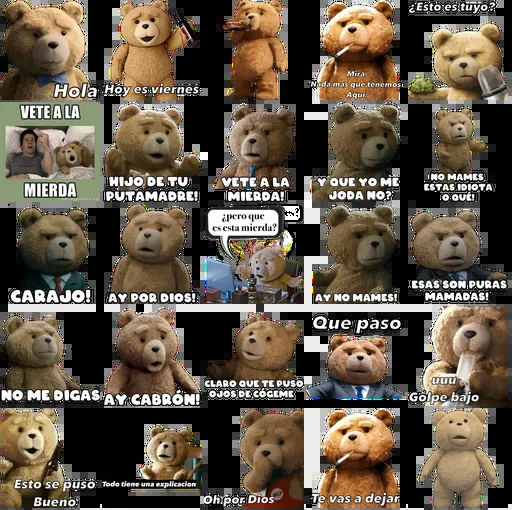 ¿Esto es tuyo?
Hola
Hoy es viernes
Mira
Nada mas que tenemos
Aqui
VETE A LA
MIERDA
HIJO DE TU
PUTAMADRE!
VETE A LA
MIERDA!
Y QUE YO ME
JODA NO?
NO MAMES
ESTAS IDIOTA
O QUÉ!
CARAJO!
AY POR DIOS!
¿pero que
es esta mierda?
AY NO MAMES!
ESAS SON PURAS
MAMADAS!
NO ME DIGAS
AY CABRÓN!
CLARO QUE TE PUSO
OJOS DE CÓGEME
Que paso
uuu
Golpe bajo
Esto se puso
Bueno
Todo tiene una explicacion
Oh por Dios
Te vas a dejar